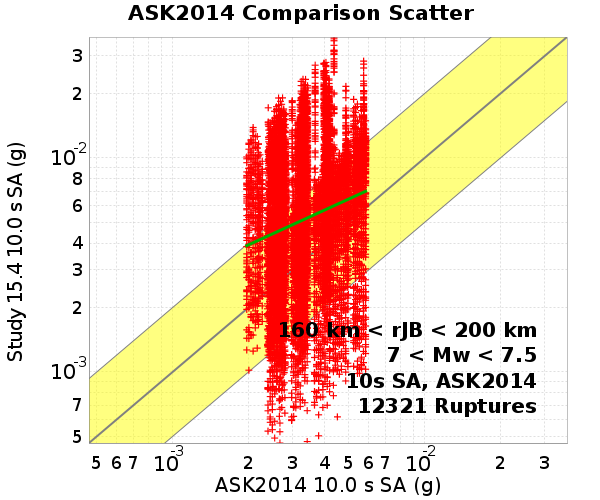 ASK2014 Comparison Scatter
3
2
10-2
8
6
4
3
2
10-3
7
5
Study 15.4 10.0 s SA (g)
160 km < rJB < 200 km
7 < Mw < 7.5
10s SA, ASK2014
12321 Ruptures
5 6 7 10-3 2 3 4 5 6 7 10-2 2 3
ASK2014 10.0 s SA (g)